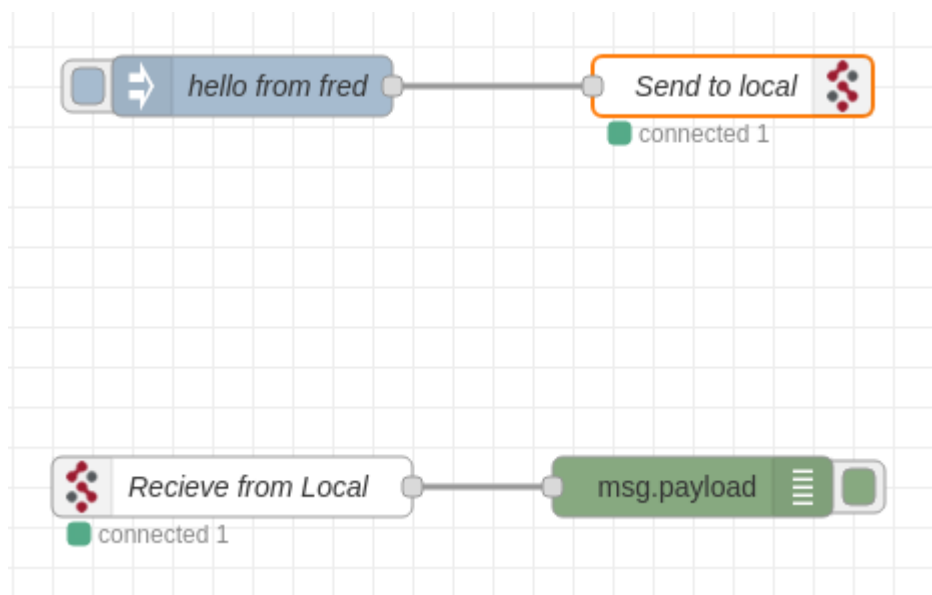 hello from fred
Send to local
connected 1
Recieve from Local
msg.payload
connected 1